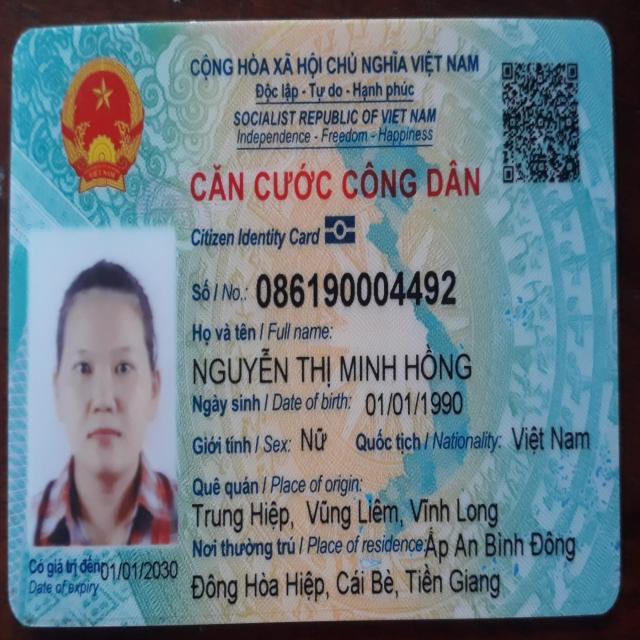 CỘNG HÒA XÃ HỘI CHỦ NGHĨA VIỆT NAM
Độc lập - Tự do - Hạnh phúc
SOCIALIST REPUBLIC OF VIET NAM
Independence - Freedom - Happiness
CĂN CƯỚC CÔNG DÂN
Citizen Identity Card
Số / No.: 086190004492
Họ và tên / Full name:
NGUYỄN THỊ MINH HỒNG
Ngày sinh / Date of birth: 01/01/1990
Giới tính / Sex: Nữ Quốc tịch / Nationality: Việt Nam
Quê quán / Place of origin:
Trung Hiệp, Vũng Liêm, Vĩnh Long
Nơi thường trú / Place of residence: Ấp An Bình Đông
Đông Hòa Hiệp, Cái Bè, Tiền Giang
Có giá trị đến: 01/01/2030
Date of expiry
VIỆT NAM